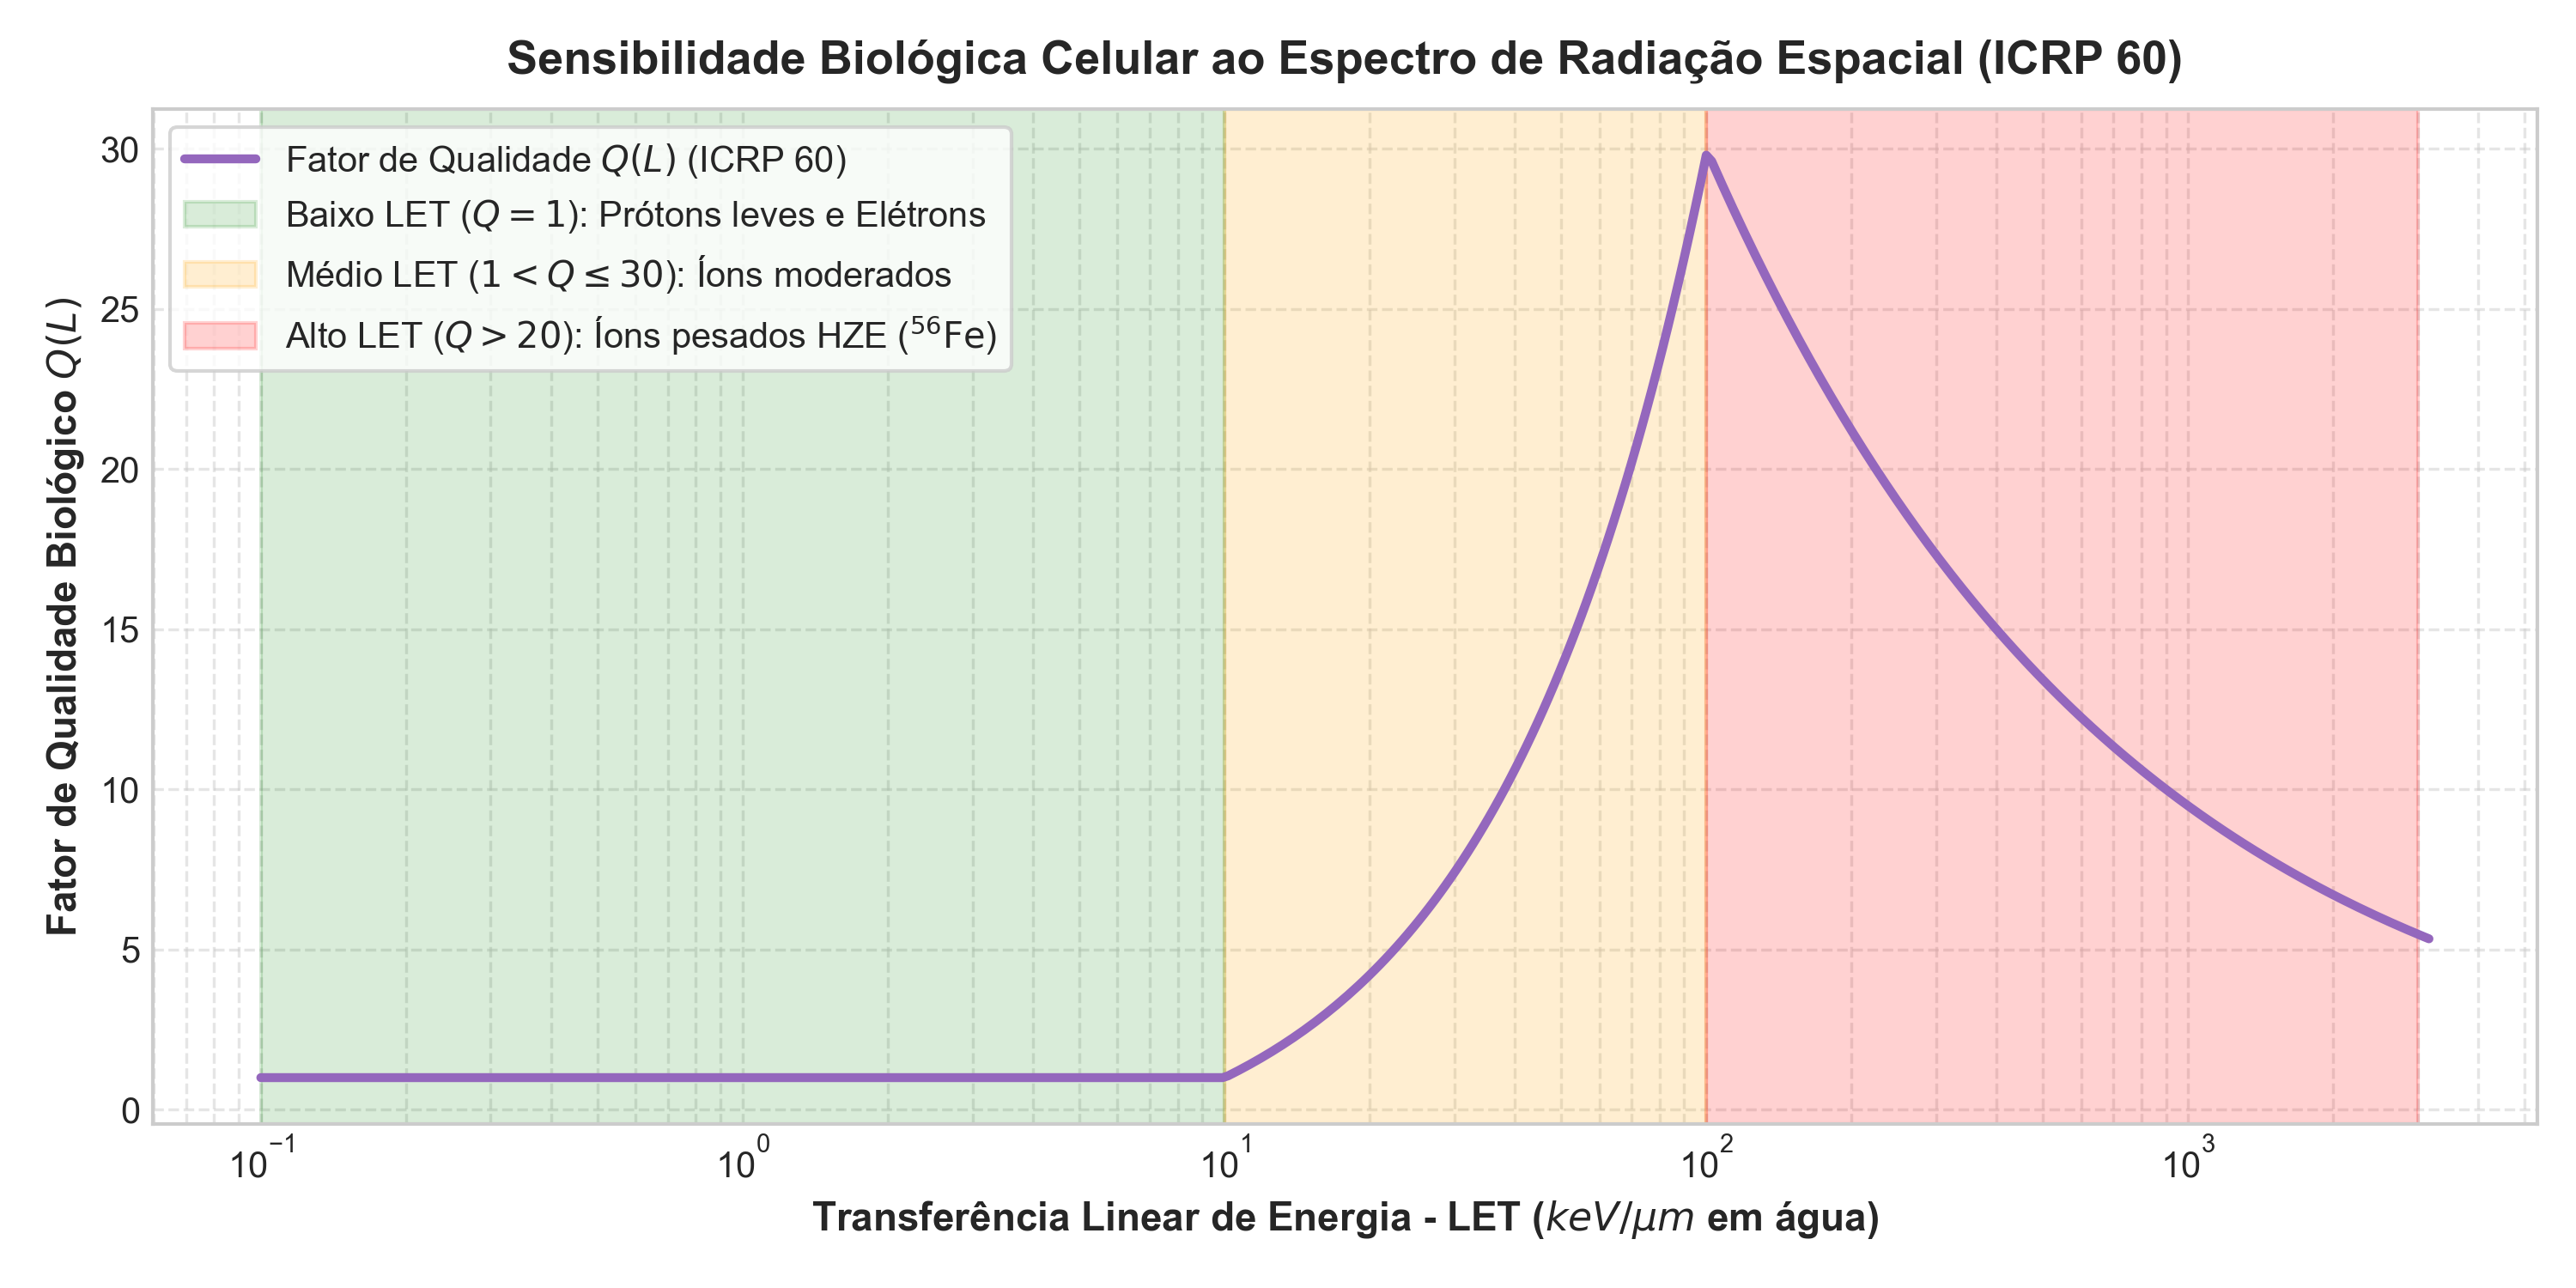 Sensibilidade Biológica Celular ao Espectro de Radiação Espacial (ICRP 60)
Fator de Qualidade Q(L) (ICRP 60)
Baixo LET (Q = 1): Prótons leves e Elétrons
Médio LET (1 < Q ≤ 30): Íons moderados
Alto LET (Q > 20): Íons pesados HZE (⁵⁶Fe)
Fator de Qualidade Biológico Q(L)
30
25
20
15
10
5
0
10⁻¹ 10⁰ 10¹ 10² 10³
Transferência Linear de Energia - LET (keV/μm em água)